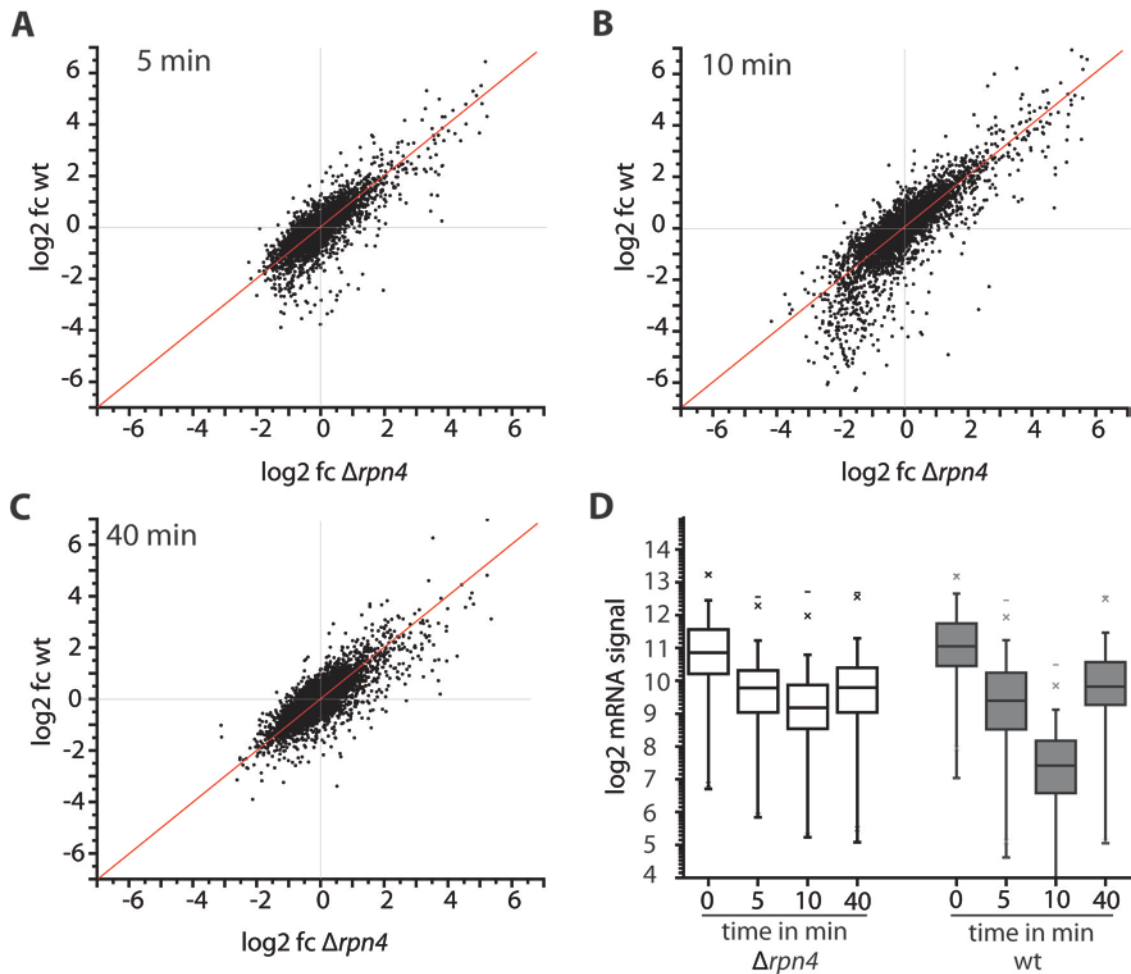 A
5 min
6
4
2
0
-2
-4
-6
log2 fc wt
-6 -4 -2 0 2 4 6
log2 fc Δrpn4
B
10 min
6
4
2
0
-2
-4
-6
log2 fc wt
-6 -4 -2 0 2 4 6
log2 fc Δrpn4
C
40 min
6
4
2
0
-2
-4
-6
log2 fc wt
-6 -4 -2 0 2 4 6
log2 fc Δrpn4
D
14
13
12
11
10
9
8
7
6
5
4
log2 mRNA signal
0 5 10 40 0 5 10 40
time in min time in min
Δrpn4 wt